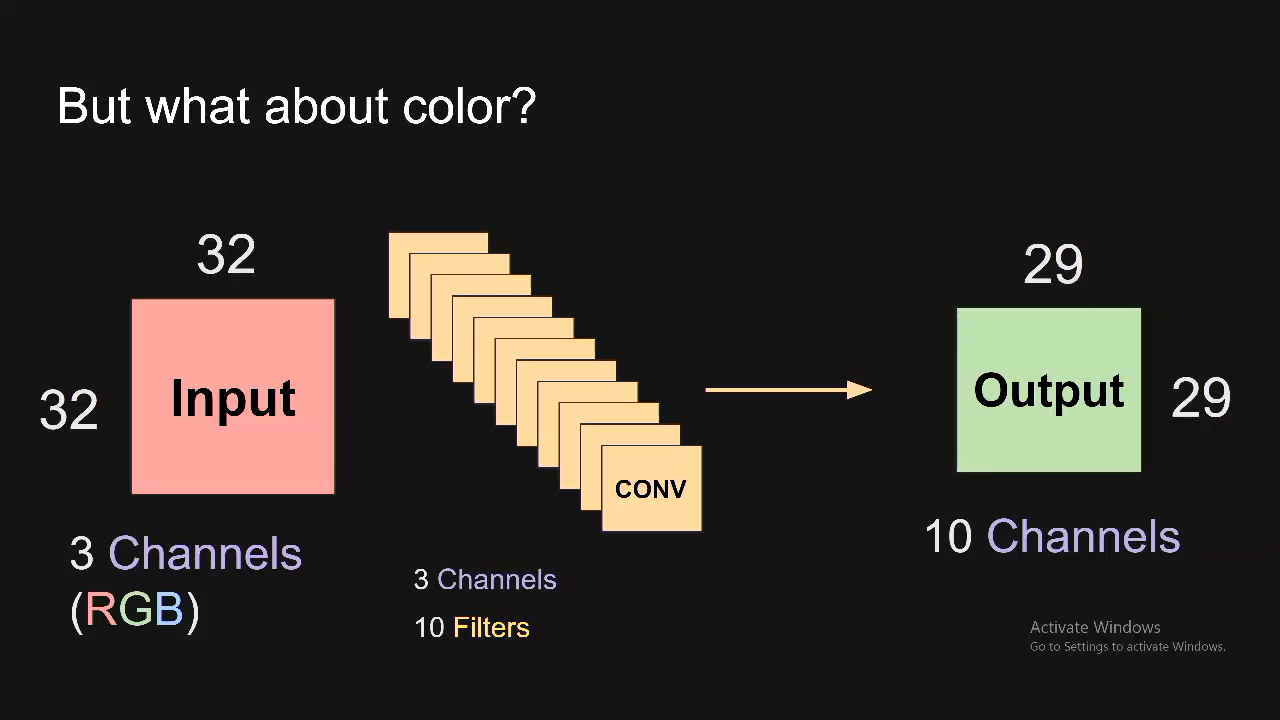 But what about color?
32
29
32
Input
CONV
Output
29
3 Channels
(RGB)
3 Channels
10 Filters
10 Channels
Activate Windows
Go to Settings to activate Windows.